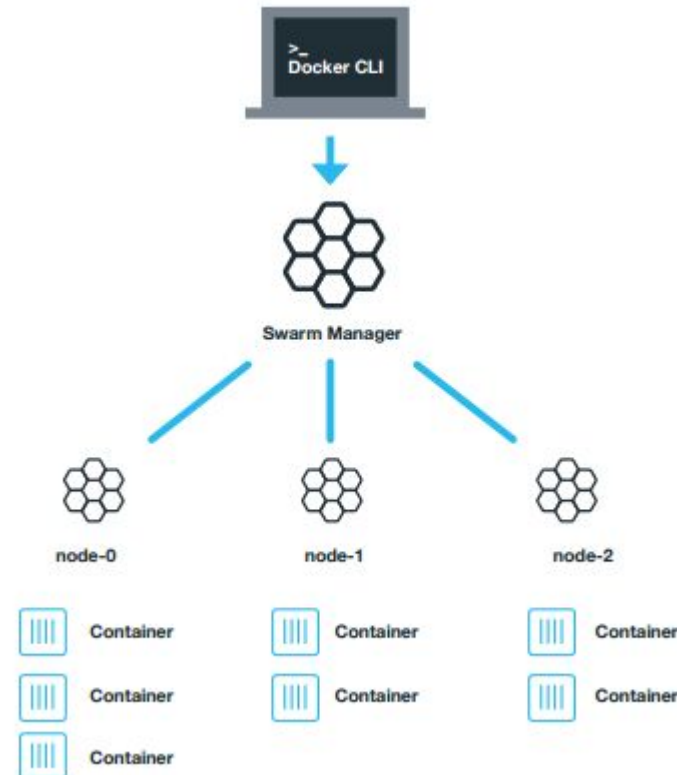 >_
Docker CLI
Swarm Manager
node-0 node-1 node-2
Container Container Container
Container Container Container
Container